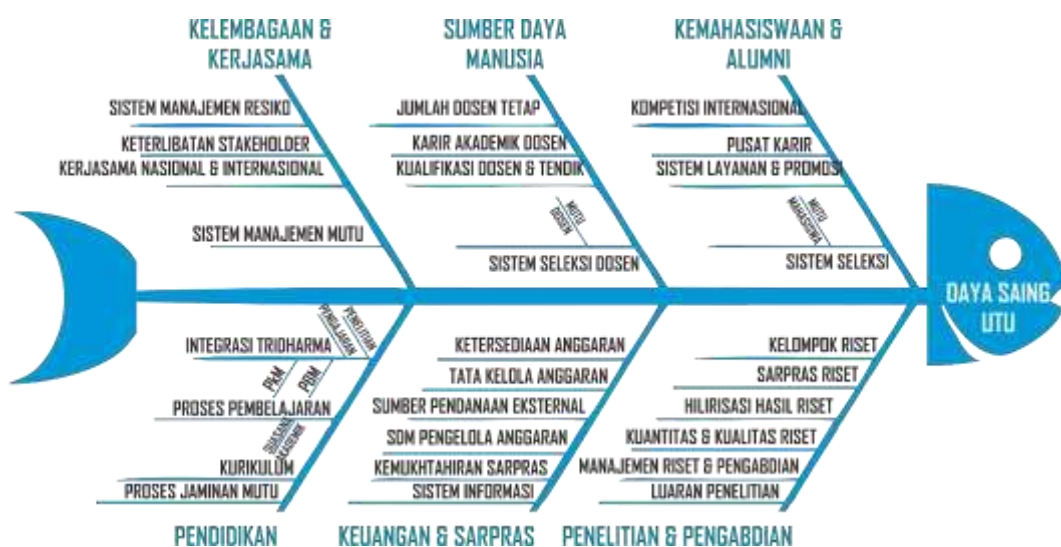 KELEMBAGAAN &
KERJASAMA
SISTEM MANAJEMEN RESIKO
KETERLIBATAN STAKEHOLDER
KERJASAMA NASIONAL & INTERNASIONAL
SISTEM MANAJEMEN MUTU
SUMBER DAYA
MANUSIA
JUMLAH DOSEN TETAP
KARIR AKADEMIK DOSEN
KUALIFIKASI DOSEN & TENDIK
MUTU
DOSEN
SISTEM SELEKSI DOSEN
KEMAHASISWAAN &
ALUMNI
KOMPETISI INTERNASIONAL
PUSAT KARIR
SISTEM LAYANAN & PROMOSI
MUTU
MAHASISWA
SISTEM SELEKSI
DAYA SAING
UTU
PENELITIAN
PENGAJARAN
INTEGRASI TRIDHARMA
PkM
PBM
PROSES PEMBELAJARAN
SUASANA
AKADEMIK
KURIKULUM
PROSES JAMINAN MUTU
PENDIDIKAN
KETERSEDIAAN ANGGARAN
TATA KELOLA ANGGARAN
SUMBER PENDANAAN EKSTERNAL
SDM PENGELOLA ANGGARAN
KEMUKHTAHIRAN SARPRAS
SISTEM INFORMASI
KEUANGAN & SARPRAS
KELOMPOK RISET
SARPRAS RISET
HILIRISASI HASIL RISET
KUANTITAS & KUALITAS RISET
MANAJEMEN RISET & PENGABDIAN
LUARAN PENELITIAN
PENELITIAN & PENGABDIAN